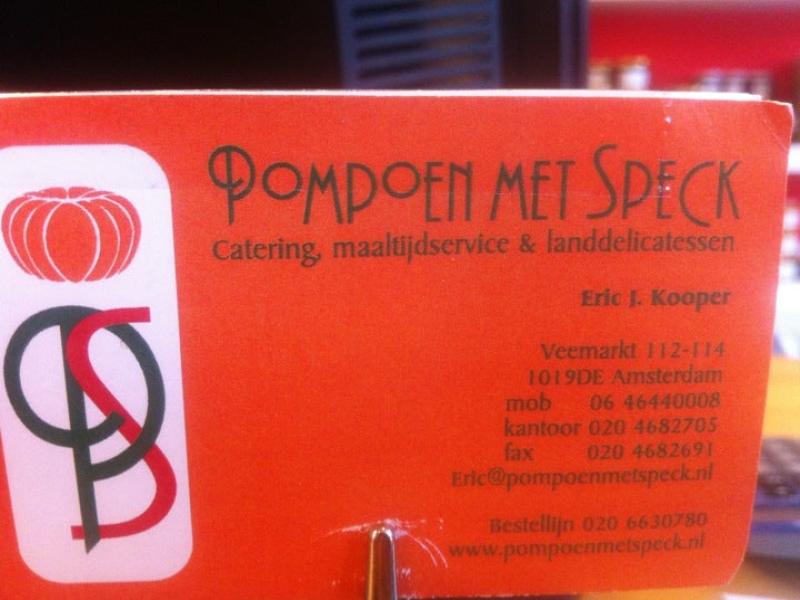 POMPOEN MET SPECK
Catering, maaltijdservice & landdelicatessen
Eric J. Kooper
Veemarkt 112-114
1019DE Amsterdam
mob 06 46440008
kantoor 020 4682705
fax 020 4682691
Eric@pompoenmetspeck.nl
Bestellijn 020 6630780
www.pompoenmetspeck.nl
PS